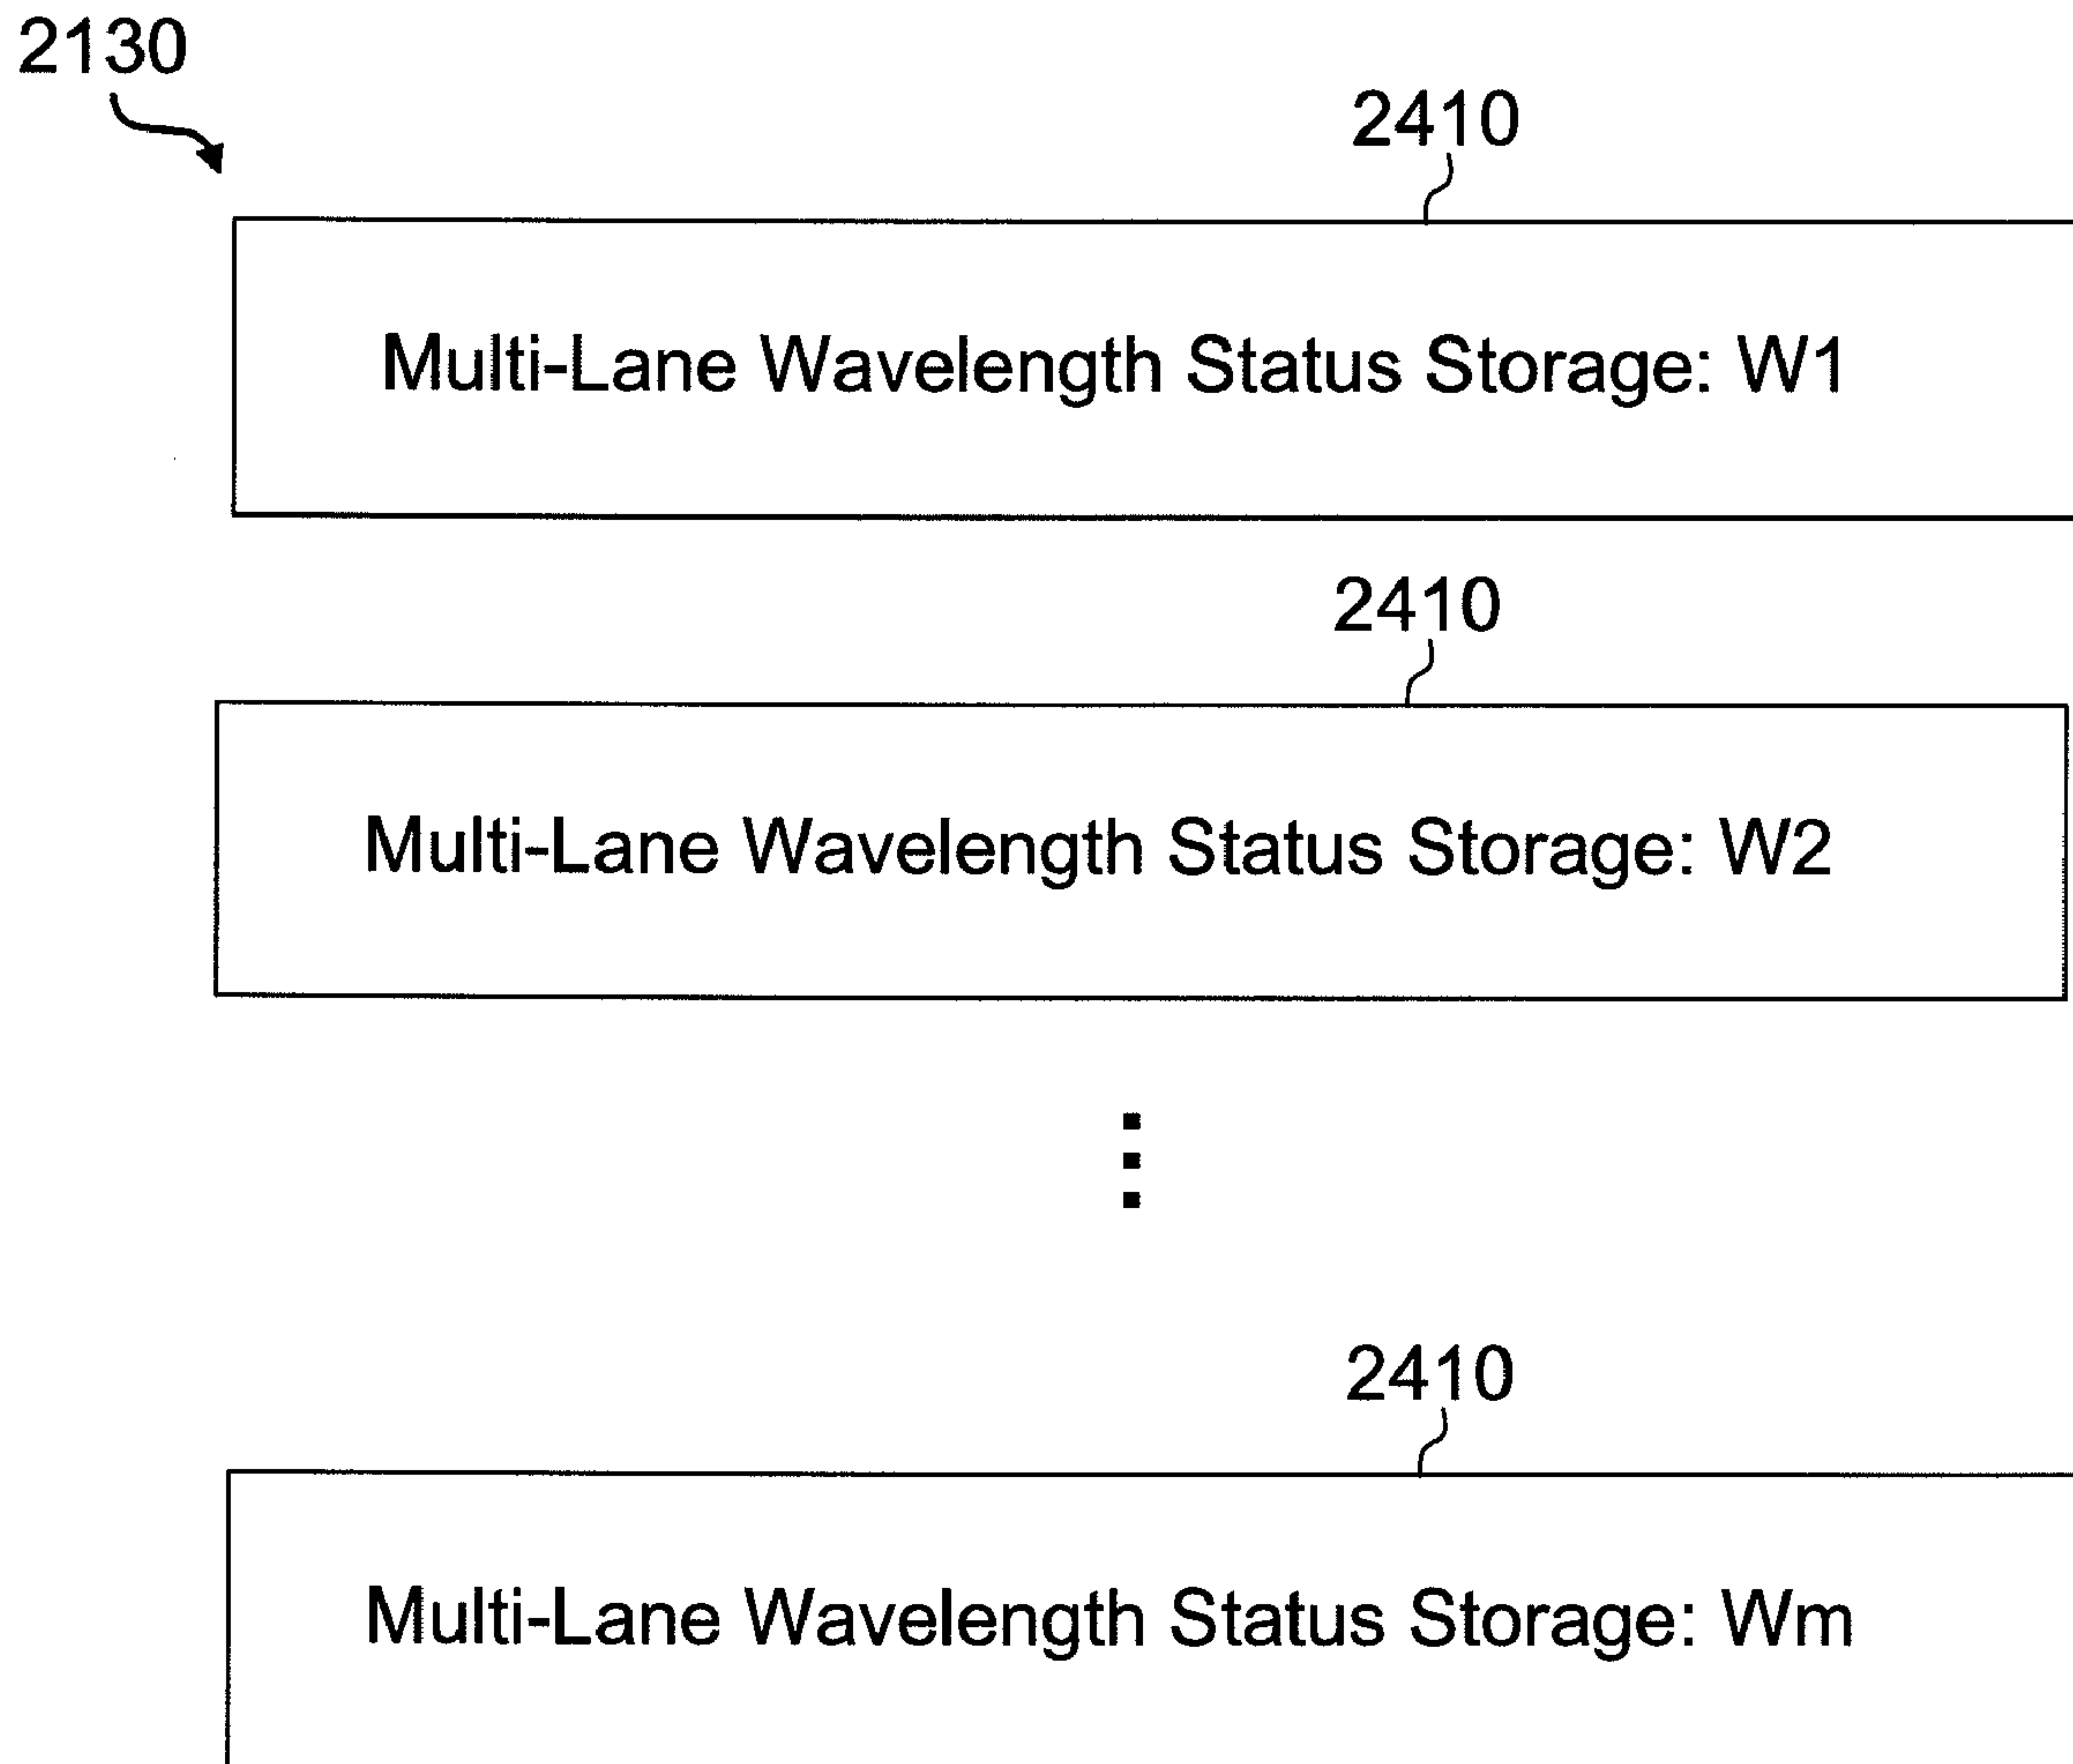 2130
2410
Multi-Lane Wavelength Status Storage: W1
2410
Multi-Lane Wavelength Status Storage: W2
2410
Multi-Lane Wavelength Status Storage: Wm